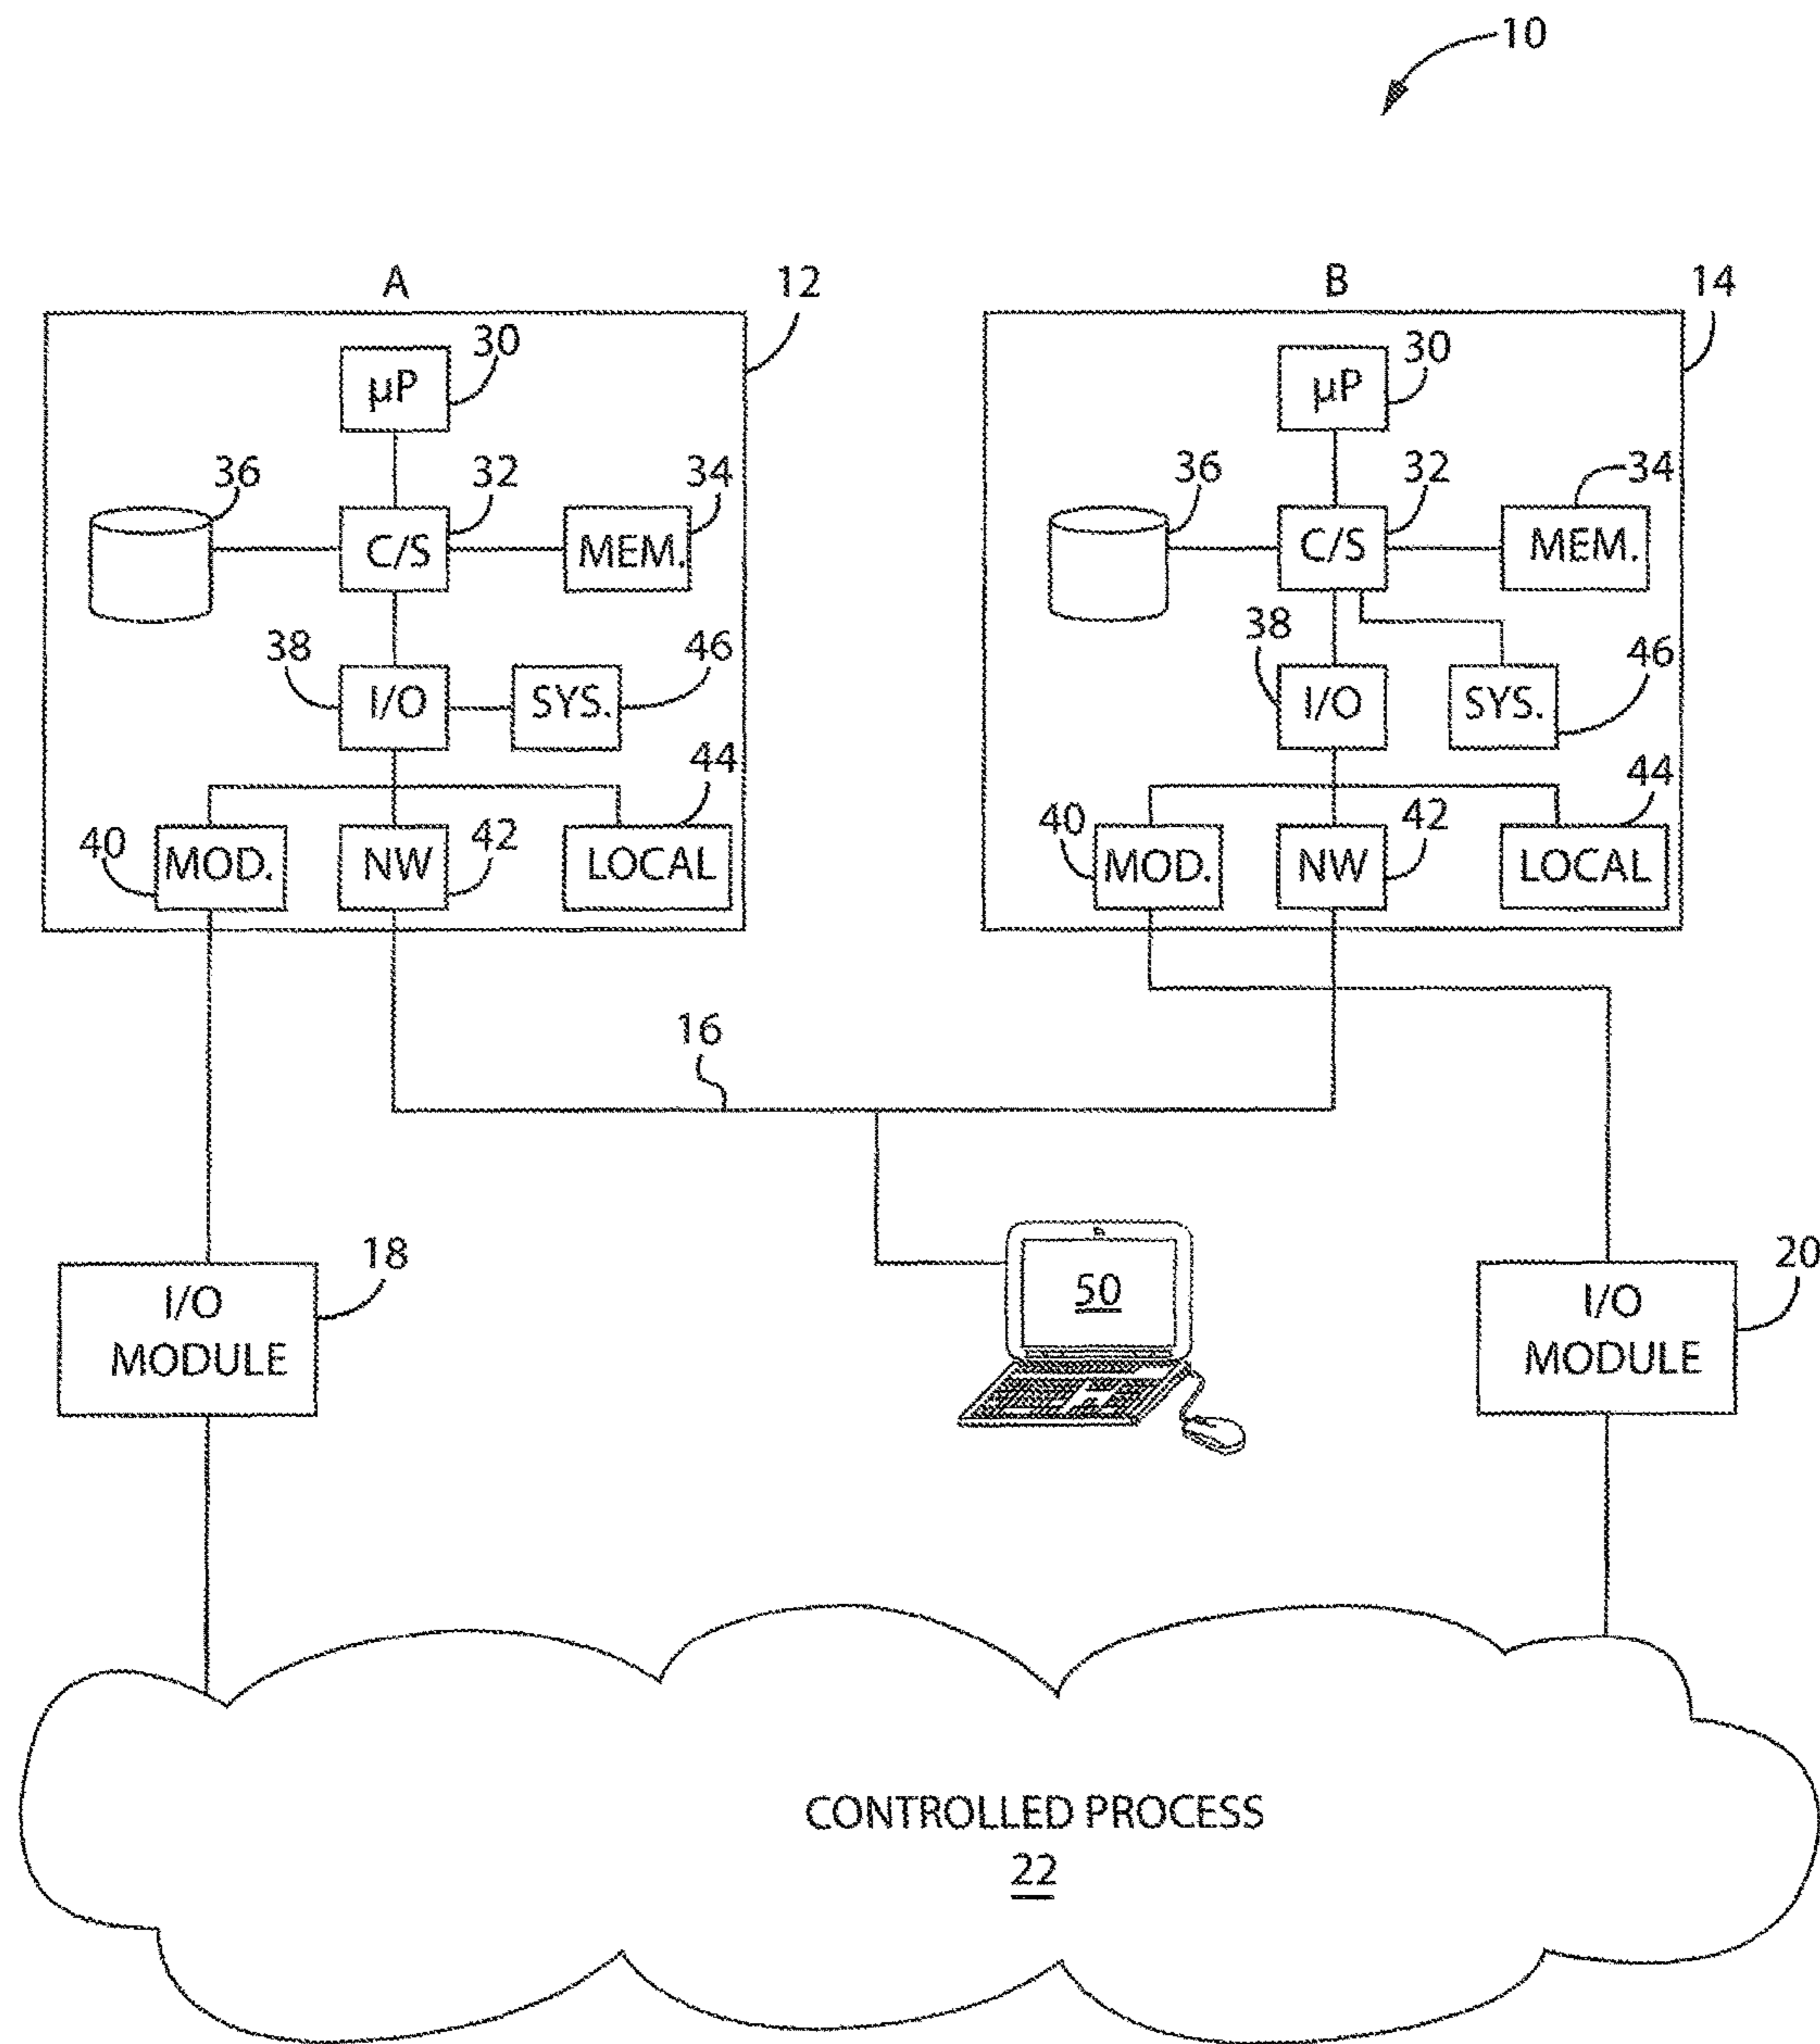 10
A
12
B
14
30
µP
30
µP
36
32
34
36
32
34
C/S
MEM.
C/S
MEM.
38
46
38
46
I/O
SYS.
I/O
SYS.
44
44
40
42
40
42
MOD.
NW
LOCAL
MOD.
NW
LOCAL
16
18
I/O
MODULE
50
20
I/O
MODULE
CONTROLLED PROCESS
22